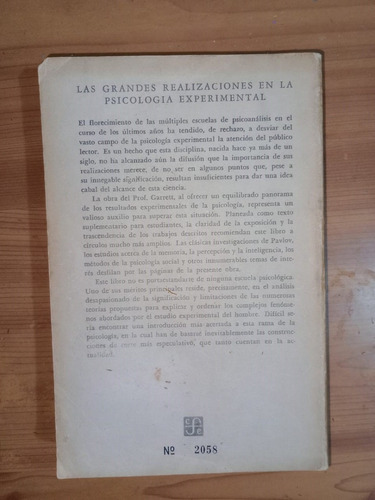 LAS GRANDES REALIZACIONES EN LA
PSICOLOGIA EXPERIMENTAL
El florecimiento de las múltiples escuelas de psicoanálisis en el
curso de los últimos años ha tendido, de rechazo, a desviar del
vasto campo de la psicología experimental la atención del público
lector. Es un hecho que esta disciplina, nacida hace ya más de un
siglo, no ha alcanzado aún la difusión que la importancia de sus
realizaciones merece, de no ser en algunos puntos que, pese a
su innegable significación, resultan insuficientes para dar una idea
cabal del alcance de esta ciencia.
La obra del Prof. Garrett, al ofrecer un equilibrado panorama
de los resultados experimentales de la psicología, representa un
valioso auxilio para superar esta situación. Planteada como texto
suplementario para estudiantes, la claridad de la exposición y la
trascendencia de los trabajos descritos recomiendan este libro a
círculos mucho más amplios. Las clásicas investigaciones de Pavlov,
los estudios acerca de la memoria, la percepción y la inteligencia, los
métodos de la psicología social y otros innumerables temas de inte-
rés desfilan por las páginas de la presente obra.
Este libro no es portaestandarte de ninguna escuela psicológica.
Uno de sus méritos principales reside, precisamente, en el análisis
desapasionado de la significación y limitaciones de las numerosas
teorías propuestas para explicar y ordenar los complejos fenóme-
nos abordados por el estudio experimental del hombre. Difícil se-
ría encontrar una introducción más acertada a esta rama de la
psicología, en la cual han de basarse inevitablemente las construc-
ciones de corte más especulativo, que tanto cuentan en la ac-
tualidad.
Nº 2058